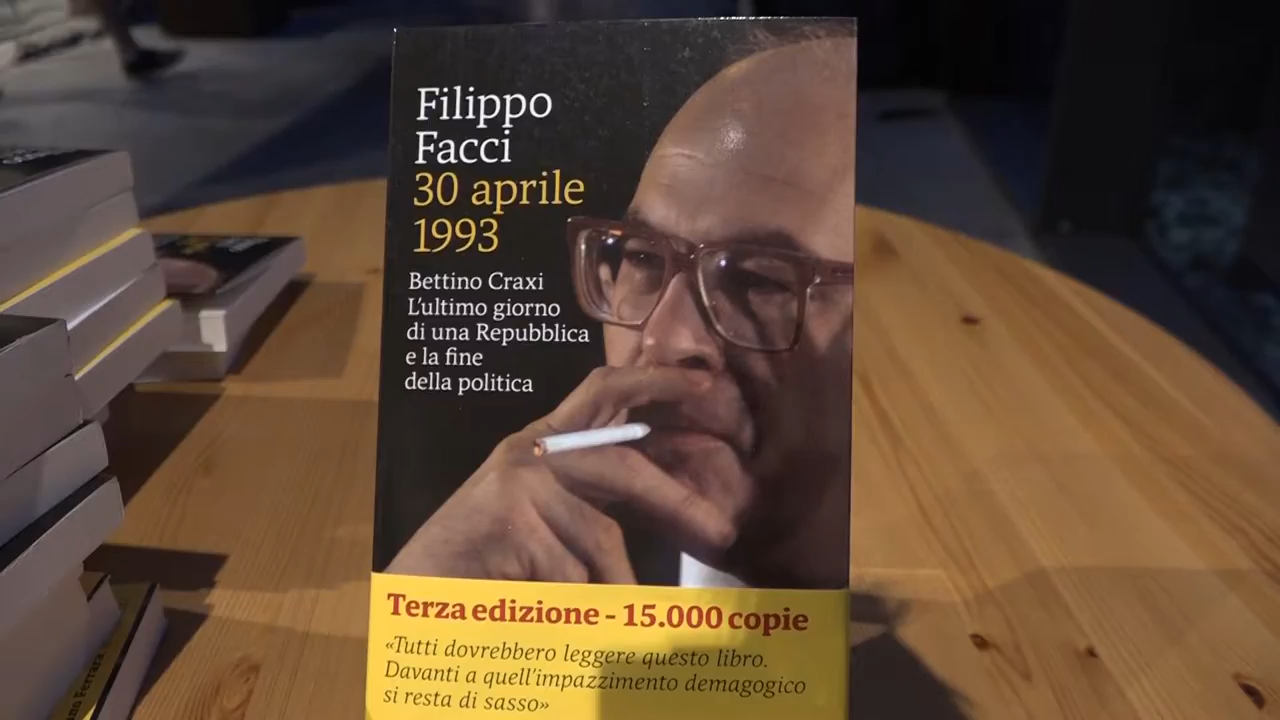 Filippo
Facci
30 aprile
1993
Bettino Craxi
L'ultimo giorno
di una Repubblica
e la fine
della politica
Terza edizione - 15.000 copie
«Tutti dovrebbero leggere questo libro.
Davanti a quell'impazzimento demagogico
si resta di sasso»
Ferrara